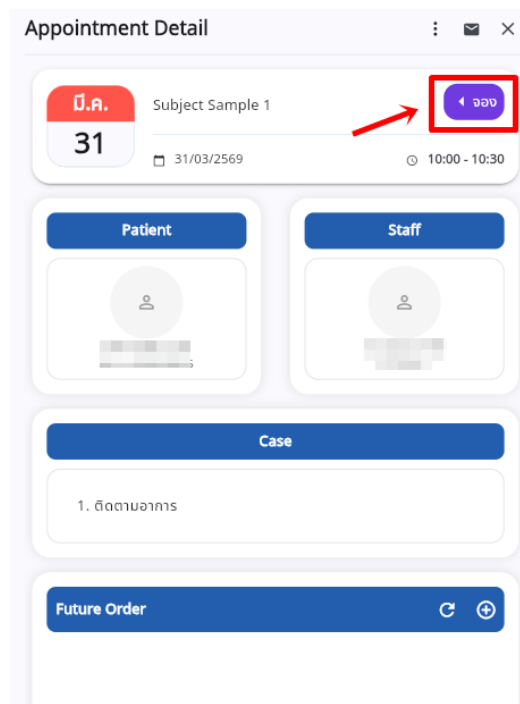 Appointment Detail
มี.ค.
31
Subject Sample 1
จอง
31/03/2569
10:00 - 10:30
Patient
Staff
Case
1. ติดตามอาการ
Future Order